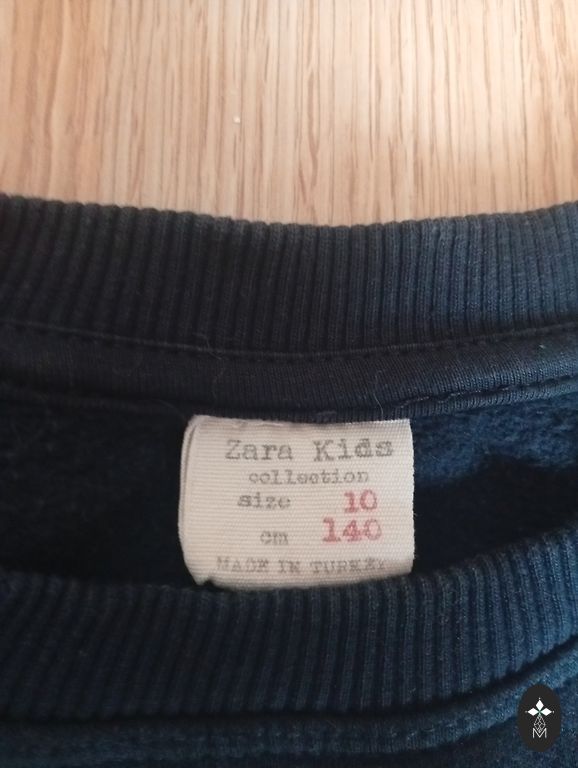 Zara Kids
collection
size 10
cm 140
MADE IN TURKEY
M